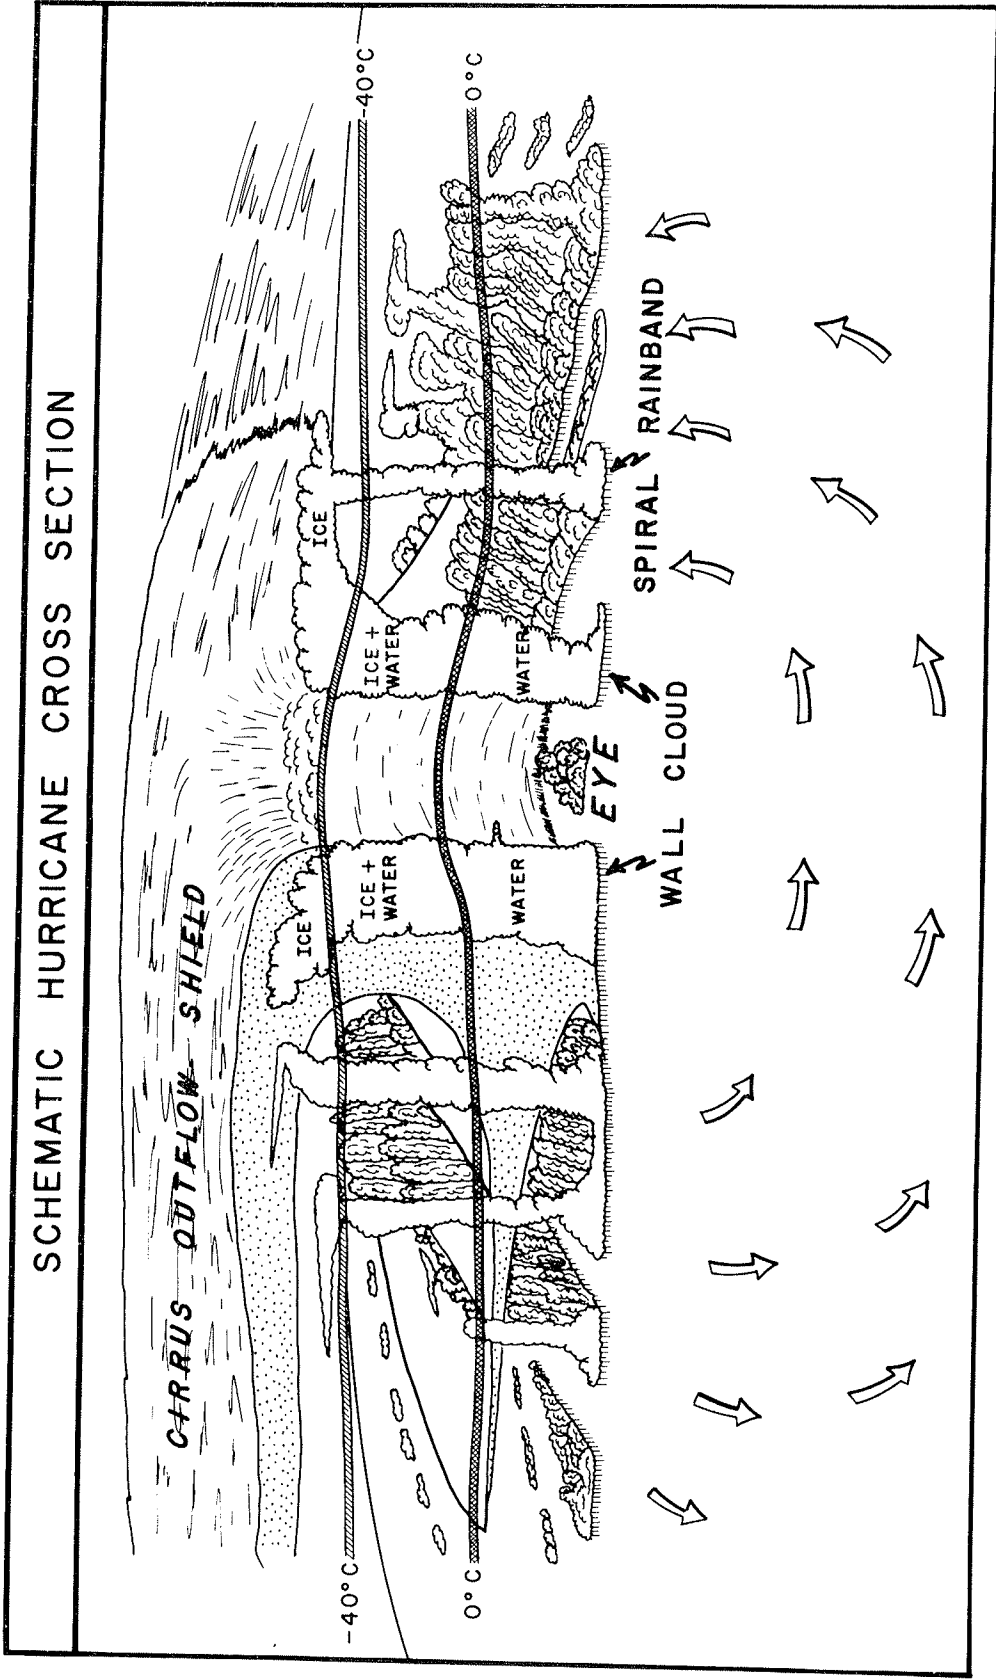 SCHEMATIC HURRICANE CROSS SECTION
CIRRUS OUTFLOW SHIELD
ICE
ICE
-40°C
-40°C
ICE +
WATER
ICE +
WATER
0°C
0°C
WATER
WATER
EYE
WALL CLOUD
SPIRAL RAINBAND